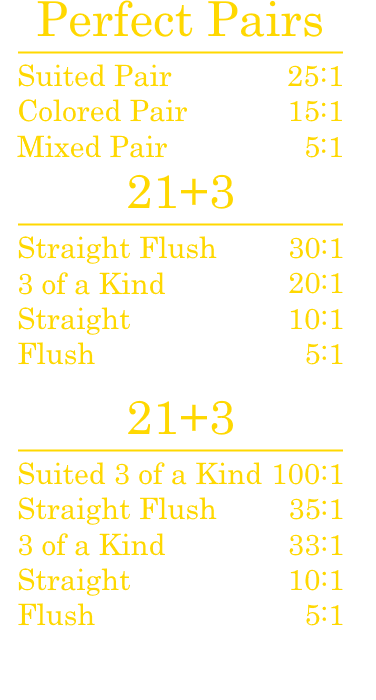 Perfect Pairs
Suited Pair 25:1
Colored Pair 15:1
Mixed Pair 5:1
21+3
Straight Flush 30:1
3 of a Kind 20:1
Straight 10:1
Flush 5:1
21+3
Suited 3 of a Kind 100:1
Straight Flush 35:1
3 of a Kind 33:1
Straight 10:1
Flush 5:1